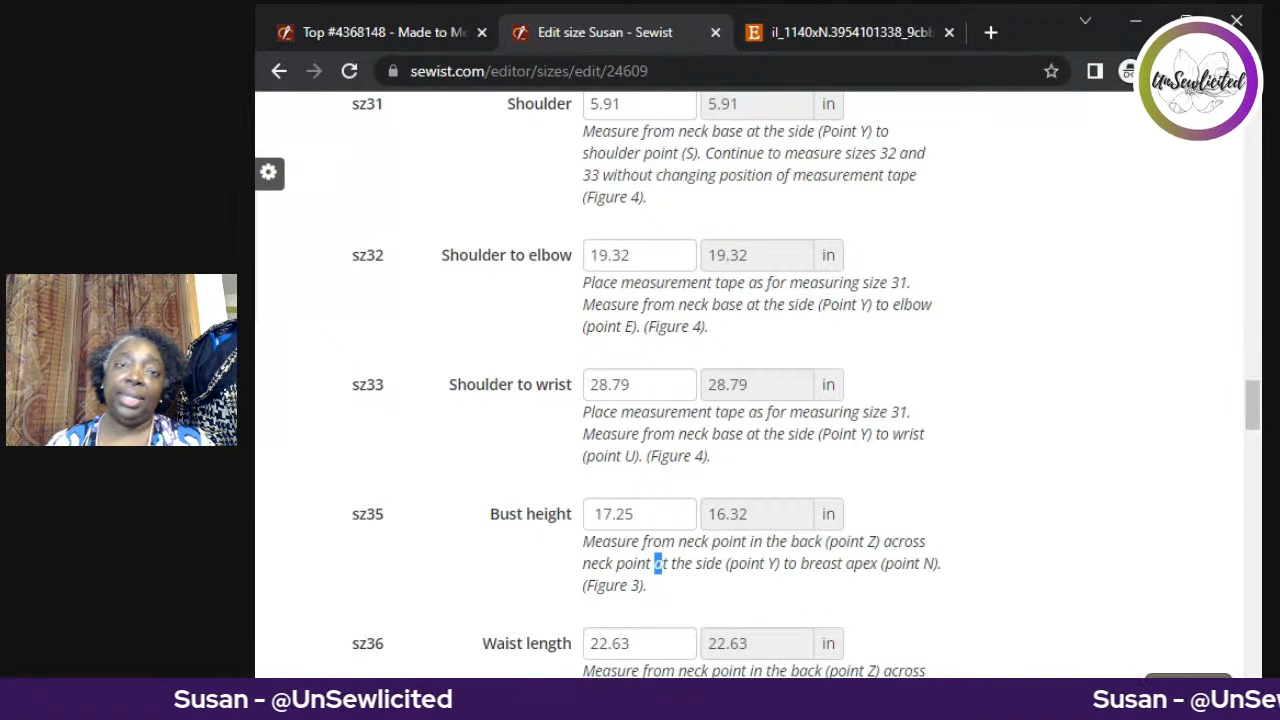 Top #4368148 - Made to Me
Edit size Susan - Sewist
E il_1140xN.3954101338_9cbb
sewist.com/editor/sizes/edit/24609
UnSewlicited
sz31 Shoulder 5.91 5.91 in
Measure from neck base at the side (Point Y) to
shoulder point (S). Continue to measure sizes 32 and
33 without changing position of measurement tape
(Figure 4).
sz32 Shoulder to elbow 19.32 19.32 in
Place measurement tape as for measuring size 31.
Measure from neck base at the side (Point Y) to elbow
(point E). (Figure 4).
sz33 Shoulder to wrist 28.79 28.79 in
Place measurement tape as for measuring size 31.
Measure from neck base at the side (Point Y) to wrist
(point U). (Figure 4).
sz35 Bust height 17.25 16.32 in
Measure from neck point in the back (point Z) across
neck point at the side (point Y) to breast apex (point N).
(Figure 3).
sz36 Waist length 22.63 22.63 in
Measure from neck point in the back (point Z) across
Susan - @UnSewlicited Susan - @UnSew